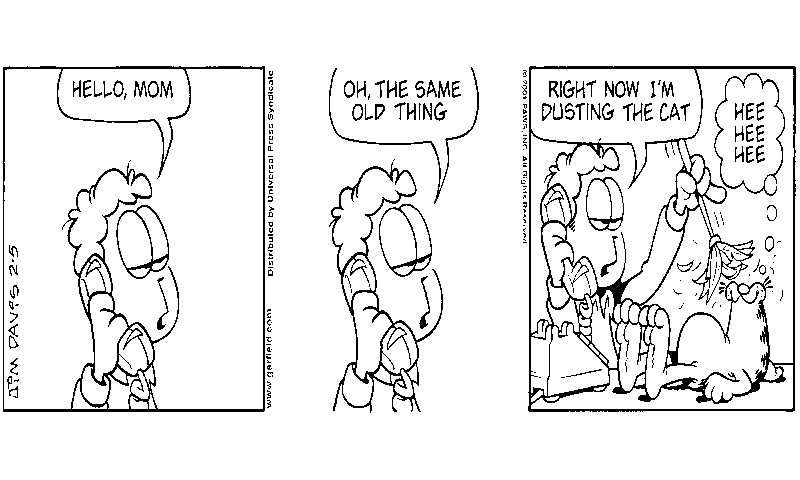 HELLO, MOM
JIM DAVIS 2·5
www.garfield.com
Distributed by Universal Press Syndicate
OH, THE SAME
OLD THING
RIGHT NOW I'M
DUSTING THE CAT
HEE
HEE
HEE
© 2004 PAWS, INC. All Rights Reserved.